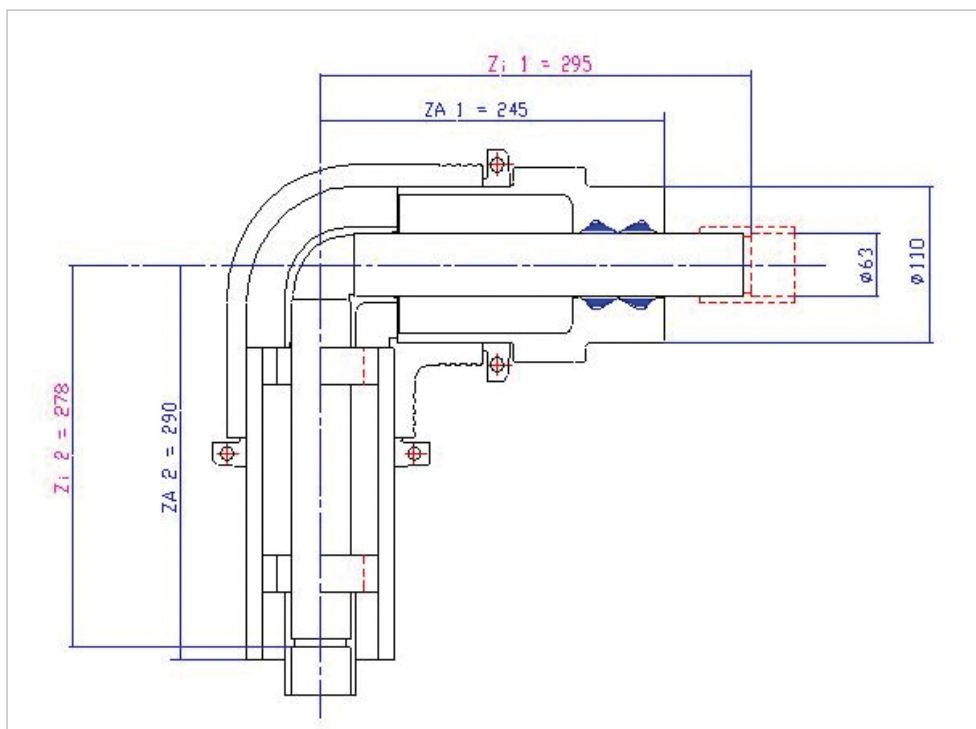 Zi 1 = 295
ZA 1 = 245
ø63
ø110
Zi 2 = 278
ZA 2 = 290